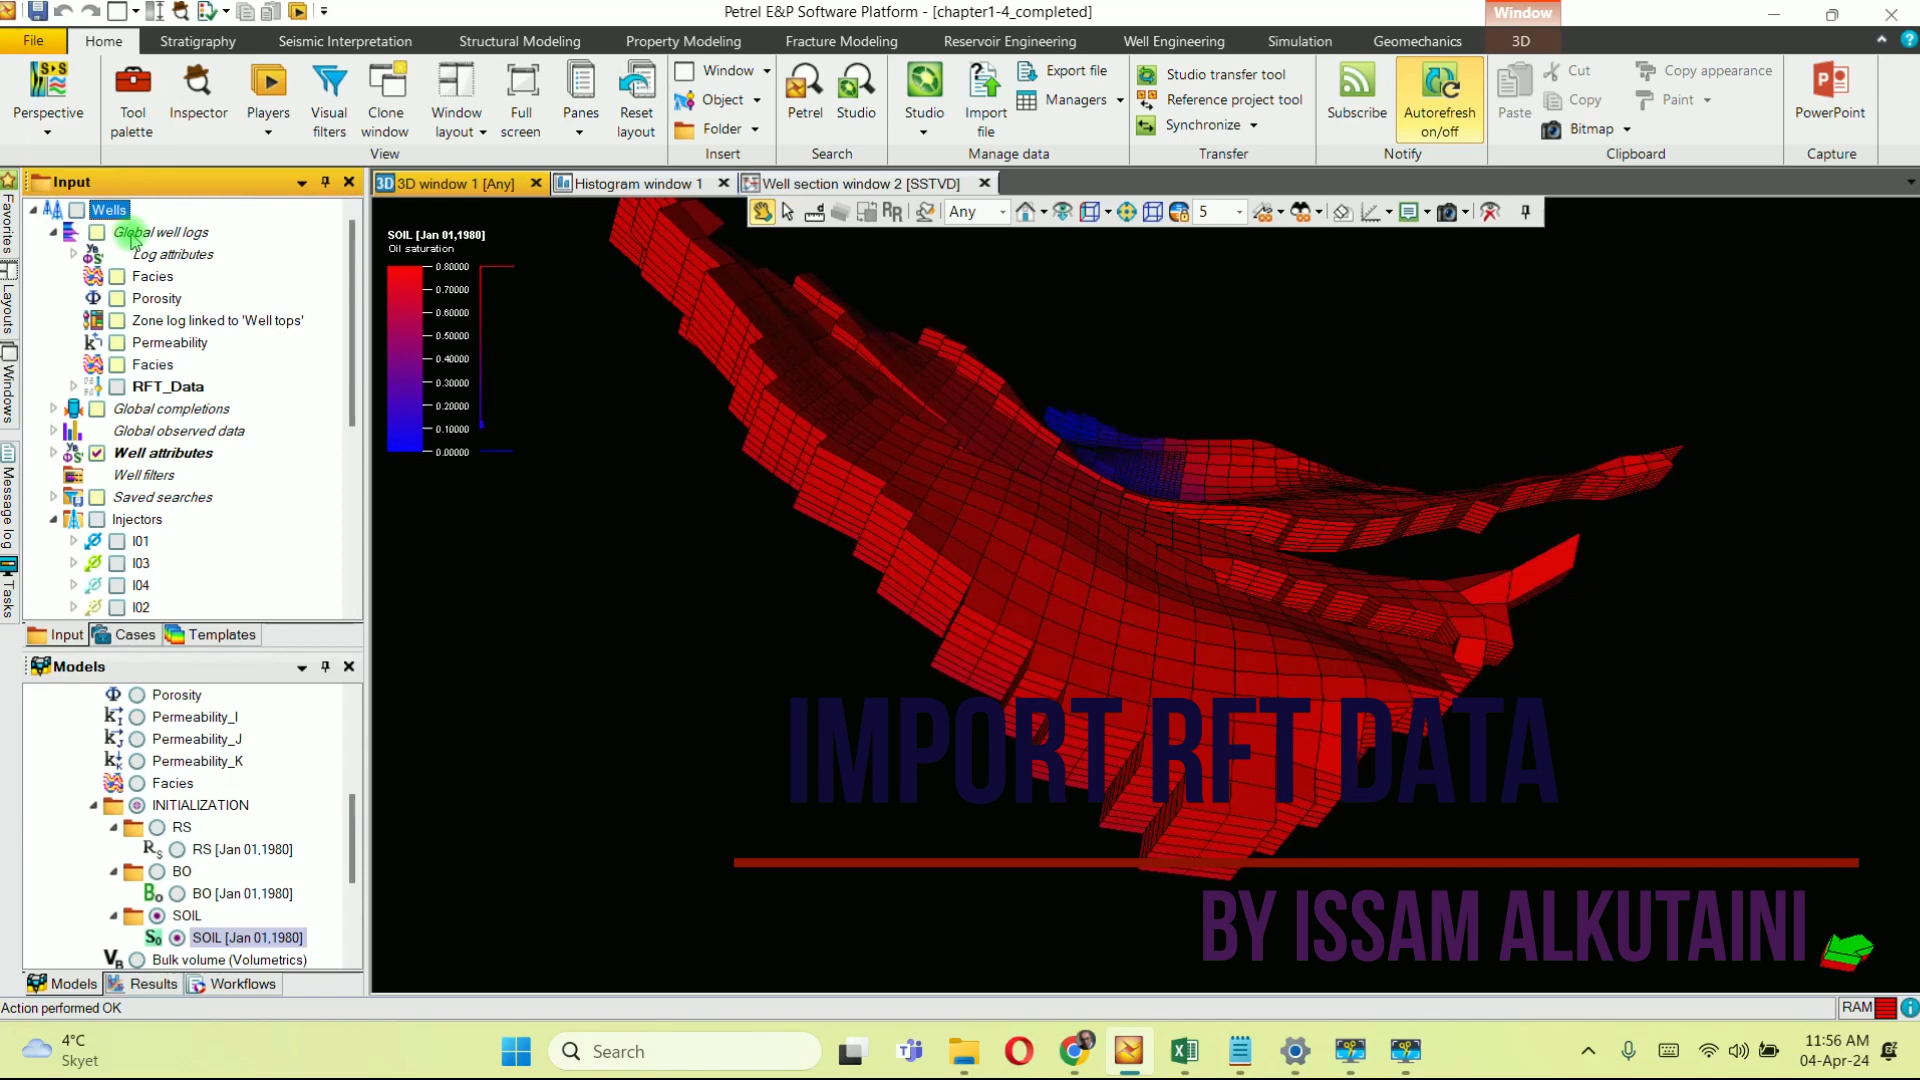 Petrel E&P Software Platform - [chapter1-4_completed]
Window
File
Home
Stratigraphy
Seismic Interpretation
Structural Modeling
Property Modeling
Fracture Modeling
Reservoir Engineering
Well Engineering
Simulation
Geomechanics
3D
Perspective
Tool palette
Inspector
Players
Visual filters
Clone window
Window layout
Full screen
Panes
Reset layout
View
Window
Object
Folder
Insert
Petrel
Studio
Search
Studio
Import file
Export file
Managers
Manage data
Studio transfer tool
Reference project tool
Synchronize
Transfer
Subscribe
Autorefresh on/off
Notify
Paste
Cut
Copy
Copy appearance
Paint
Bitmap
Clipboard
PowerPoint
Capture
Favorites
Layouts
Windows
Message log
Tasks
Input
Wells
Global well logs
Log attributes
Facies
Porosity
Zone log linked to 'Well tops'
Permeability
Facies
RFT_Data
Global completions
Global observed data
Well attributes
Well filters
Saved searches
Injectors
I01
I03
I04
I02
Input
Cases
Templates
Models
Porosity
Permeability_I
Permeability_J
Permeability_K
Facies
INITIALIZATION
RS
RS [Jan 01,1980]
BO
BO [Jan 01,1980]
SOIL
SOIL [Jan 01,1980]
Bulk volume (Volumetrics)
Models
Results
Workflows
3D window 1 [Any]
Histogram window 1
Well section window 2 [SSTVD]
Any
5
SOIL [Jan 01,1980]
Oil saturation
0.80000
0.70000
0.60000
0.50000
0.40000
0.30000
0.20000
0.10000
0.00000
IMPORT RFT DATA
BY ISSAM ALKUTAINI
Action performed OK
RAM
4°C
Skyet
Search
11:56 AM
04-Apr-24